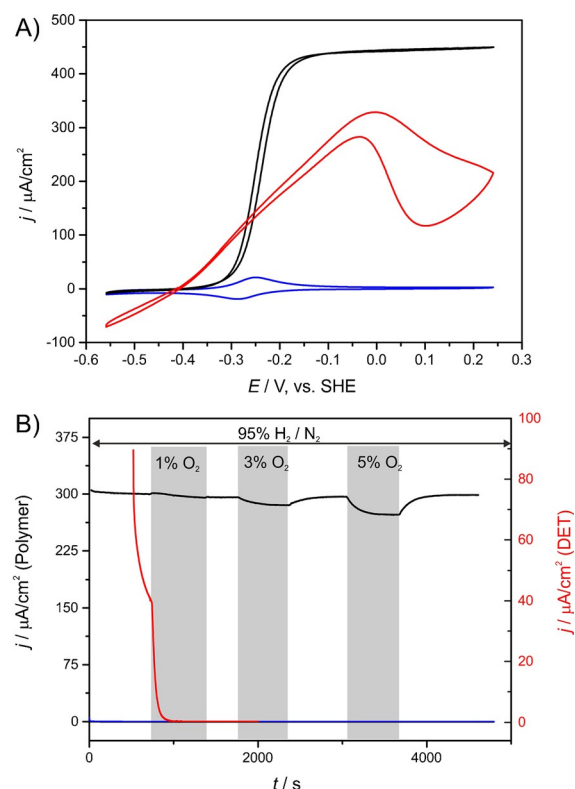 A)
500
400
300
200
100
0
-100
j / µA/cm²
-0.6 -0.5 -0.4 -0.3 -0.2 -0.1 0.0 0.1 0.2 0.3
E / V, vs. SHE
B)
95% H₂ / N₂
1% O₂ 3% O₂ 5% O₂
375
300
225
150
75
0
j / µA/cm² (Polymer)
100
80
60
40
20
0
j / µA/cm² (DET)
0 2000 4000
t / s